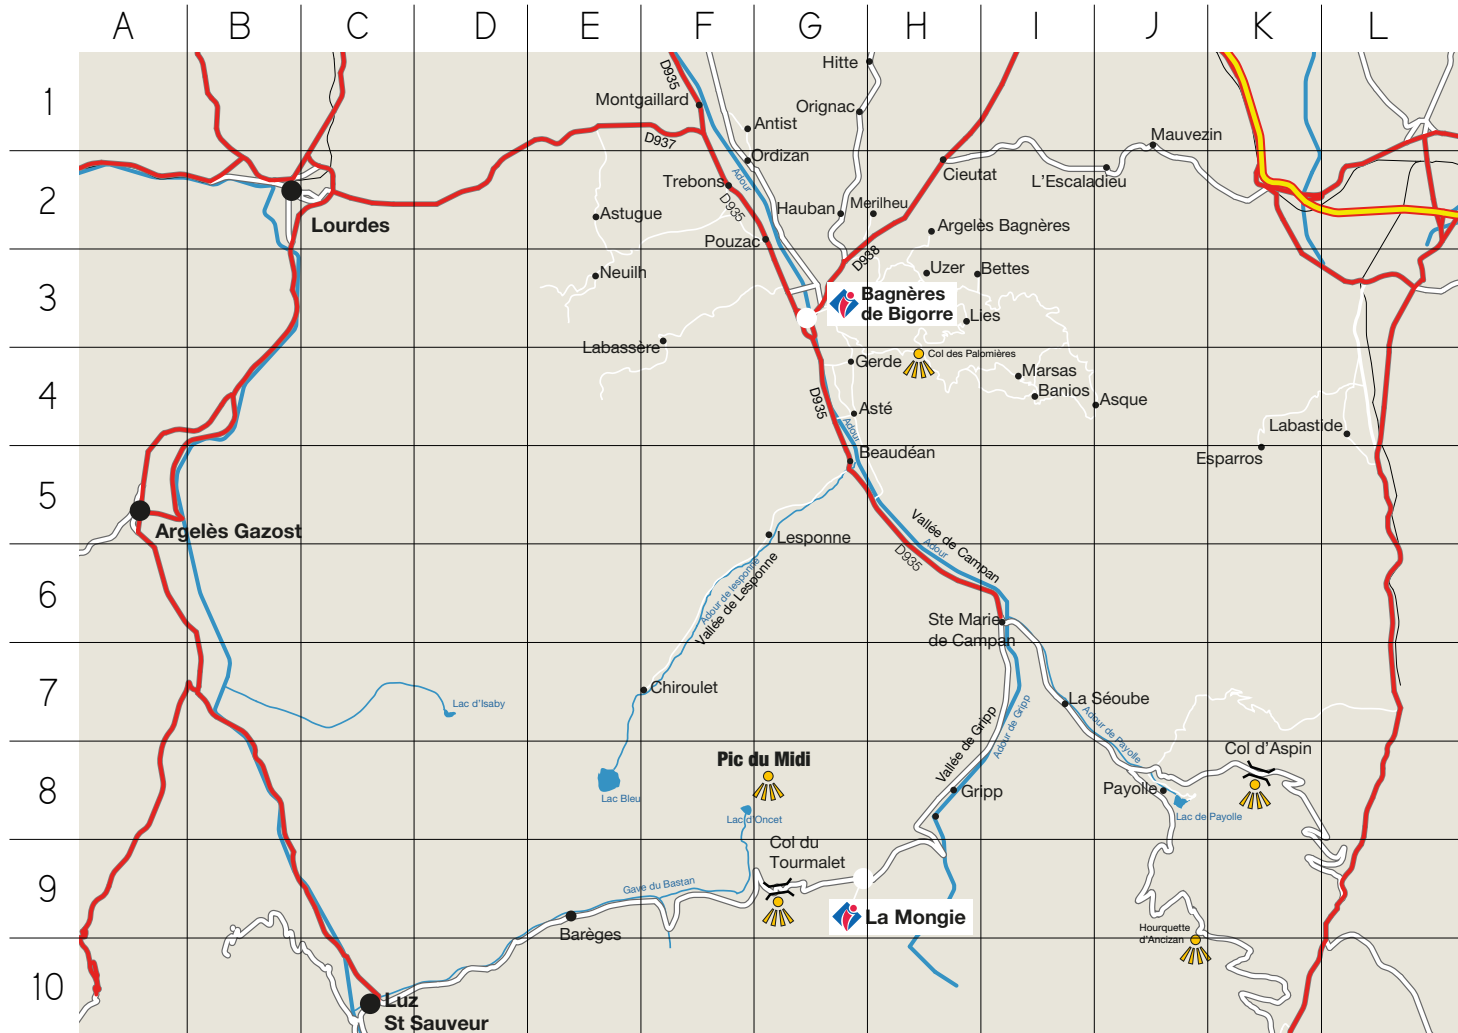 A B C D E F G H I J K L
1
2
3
4
5
6
7
8
9
10
Hitte
D935
Montgaillard
Orignac
Antist
D937
Mauvezin
Ordizan
Adour
Trebons
Cieutat
L'Escaladieu
D935
Hauban
Merilheu
Lourdes
Astugue
Argelès Bagnères
Pouzac
D938
Neuilh
Uzer
Bettes
Bagnères
de Bigorre
Lies
Labassère
Gerde
Col des Palomières
Marsas
Banios
Asque
D935
Asté
Adour
Labastide
Beaudéan
Esparros
Argelès Gazost
Vallée de Campan
Adour
D935
Lesponne
Adour de lesponne
Vallée de Lesponne
Ste Marie
de Campan
Chiroulet
La Séoube
Lac d'Isaby
Vallée de Gripp
Adour de Gripp
Adour de Payolle
Col d'Aspin
Pic du Midi
Lac Bleu
Gripp
Payolle
Lac de Payolle
Lac d'Oncet
Col du
Tourmalet
Gave du Bastan
Barèges
La Mongie
Hourquette
d'Ancizan
Luz
St Sauveur